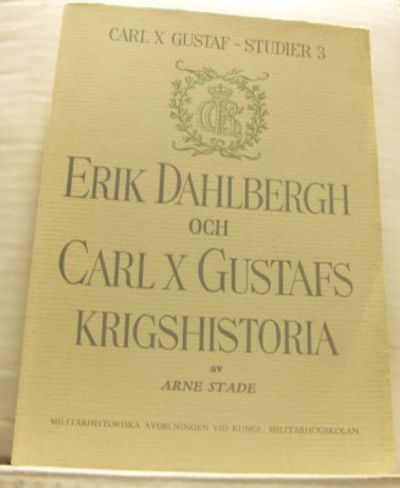 CARL X GUSTAF - STUDIER 3
ERIK DAHLBERGH
OCH
CARL X GUSTAFS
KRIGSHISTORIA
av
ARNE STADE
MILITÄRHISTORISKA AVDELNINGEN VID KUNGL. MILITÄRHÖGSKOLAN